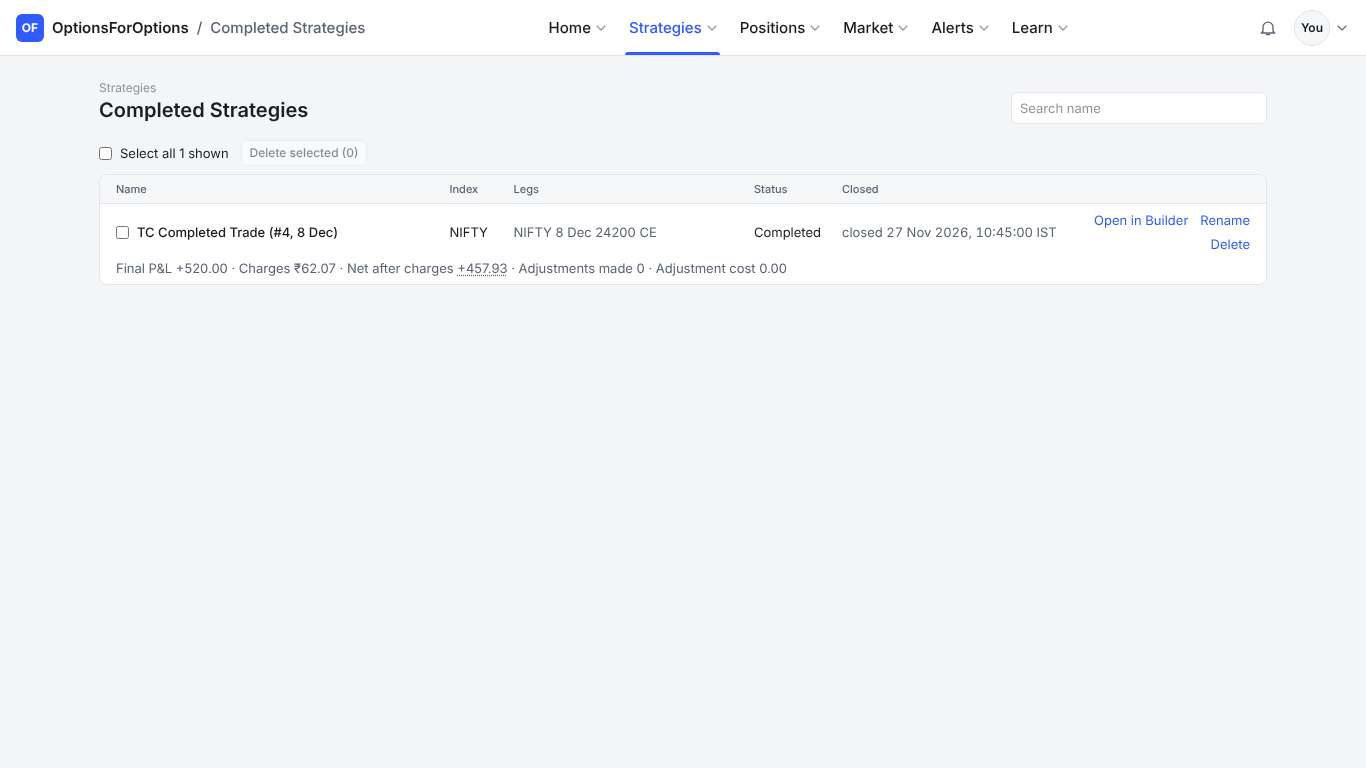 OF OptionsForOptions / Completed Strategies Home Strategies Positions Market Alerts Learn You
Strategies
Completed Strategies
Search name
Select all 1 shown Delete selected (0)
Name Index Legs Status Closed
TC Completed Trade (#4, 8 Dec) NIFTY NIFTY 8 Dec 24200 CE Completed closed 27 Nov 2026, 10:45:00 IST Open in Builder Rename
Delete
Final P&L +520.00 · Charges ₹62.07 · Net after charges +457.93 · Adjustments made 0 · Adjustment cost 0.00